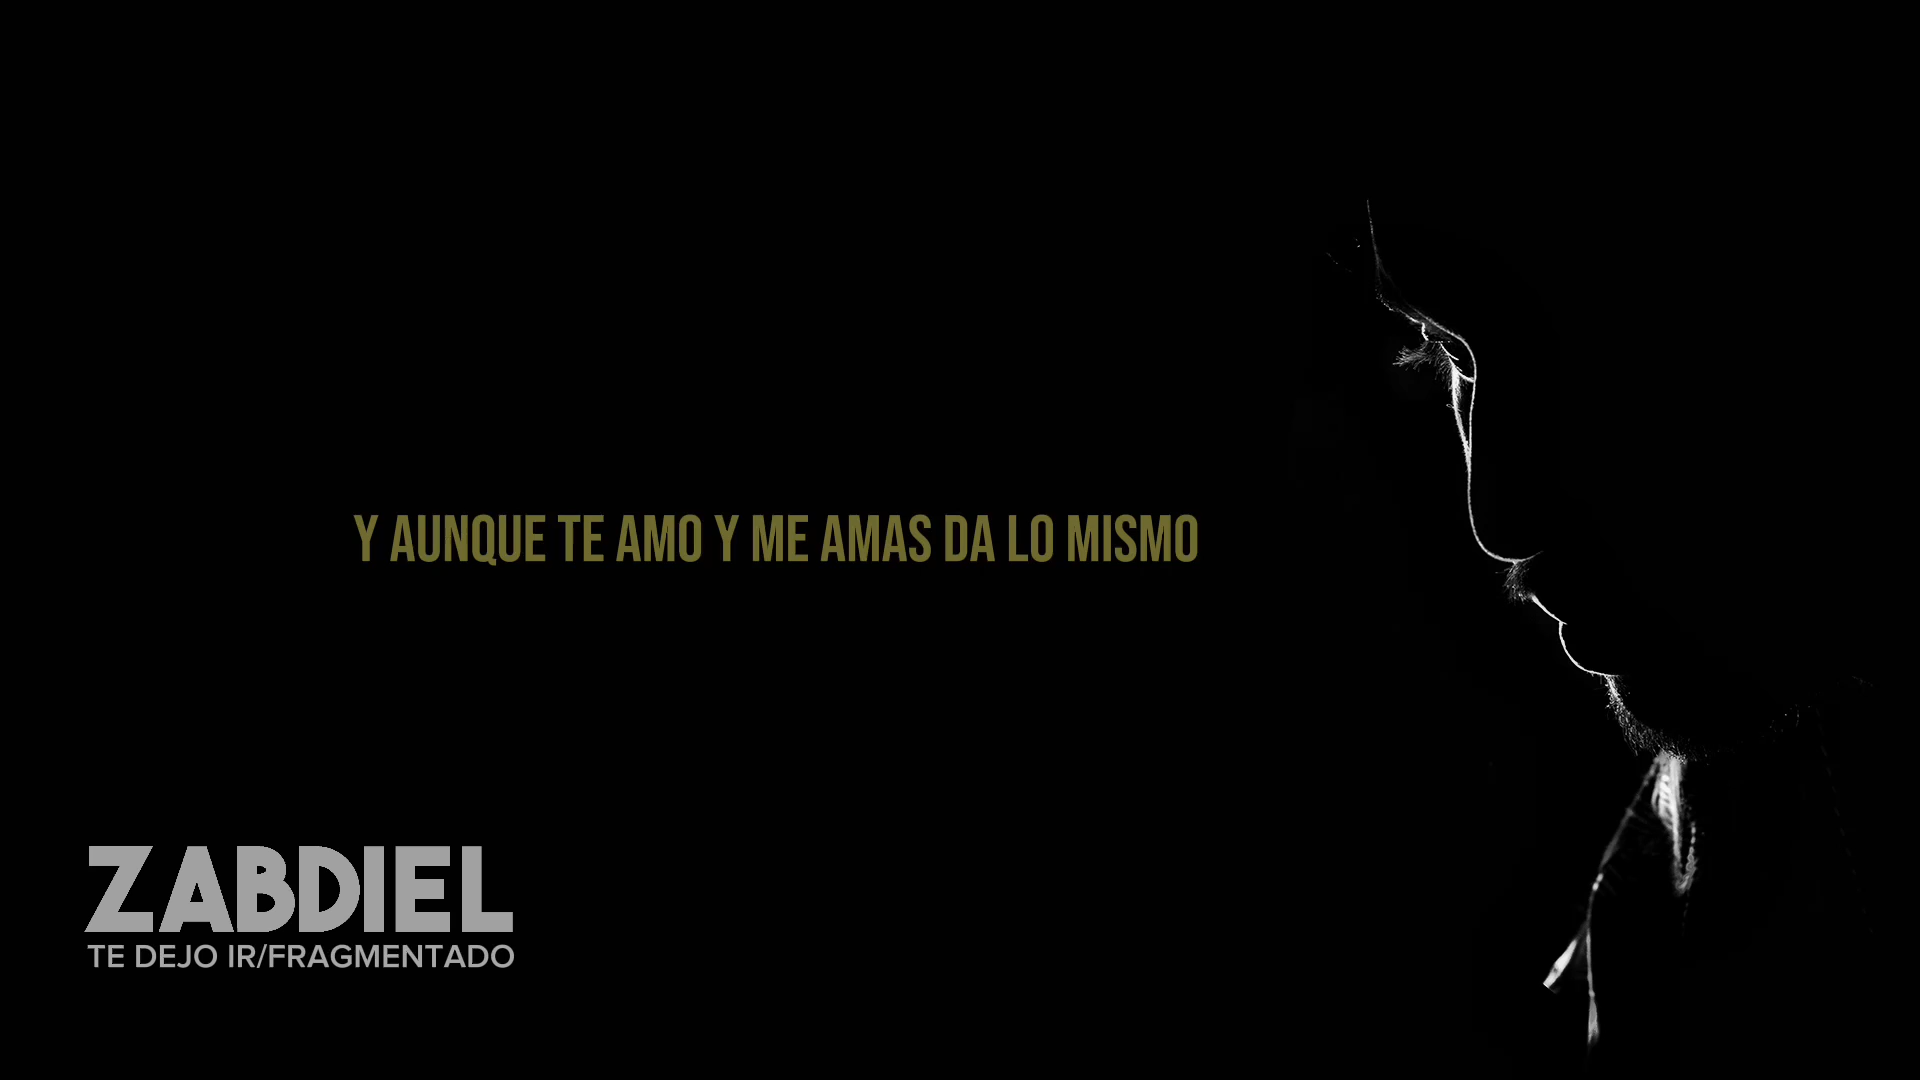 Y AUNQUE TE AMO Y ME AMAS DA LO MISMO
ZABDIEL
TE DEJO IR/FRAGMENTADO